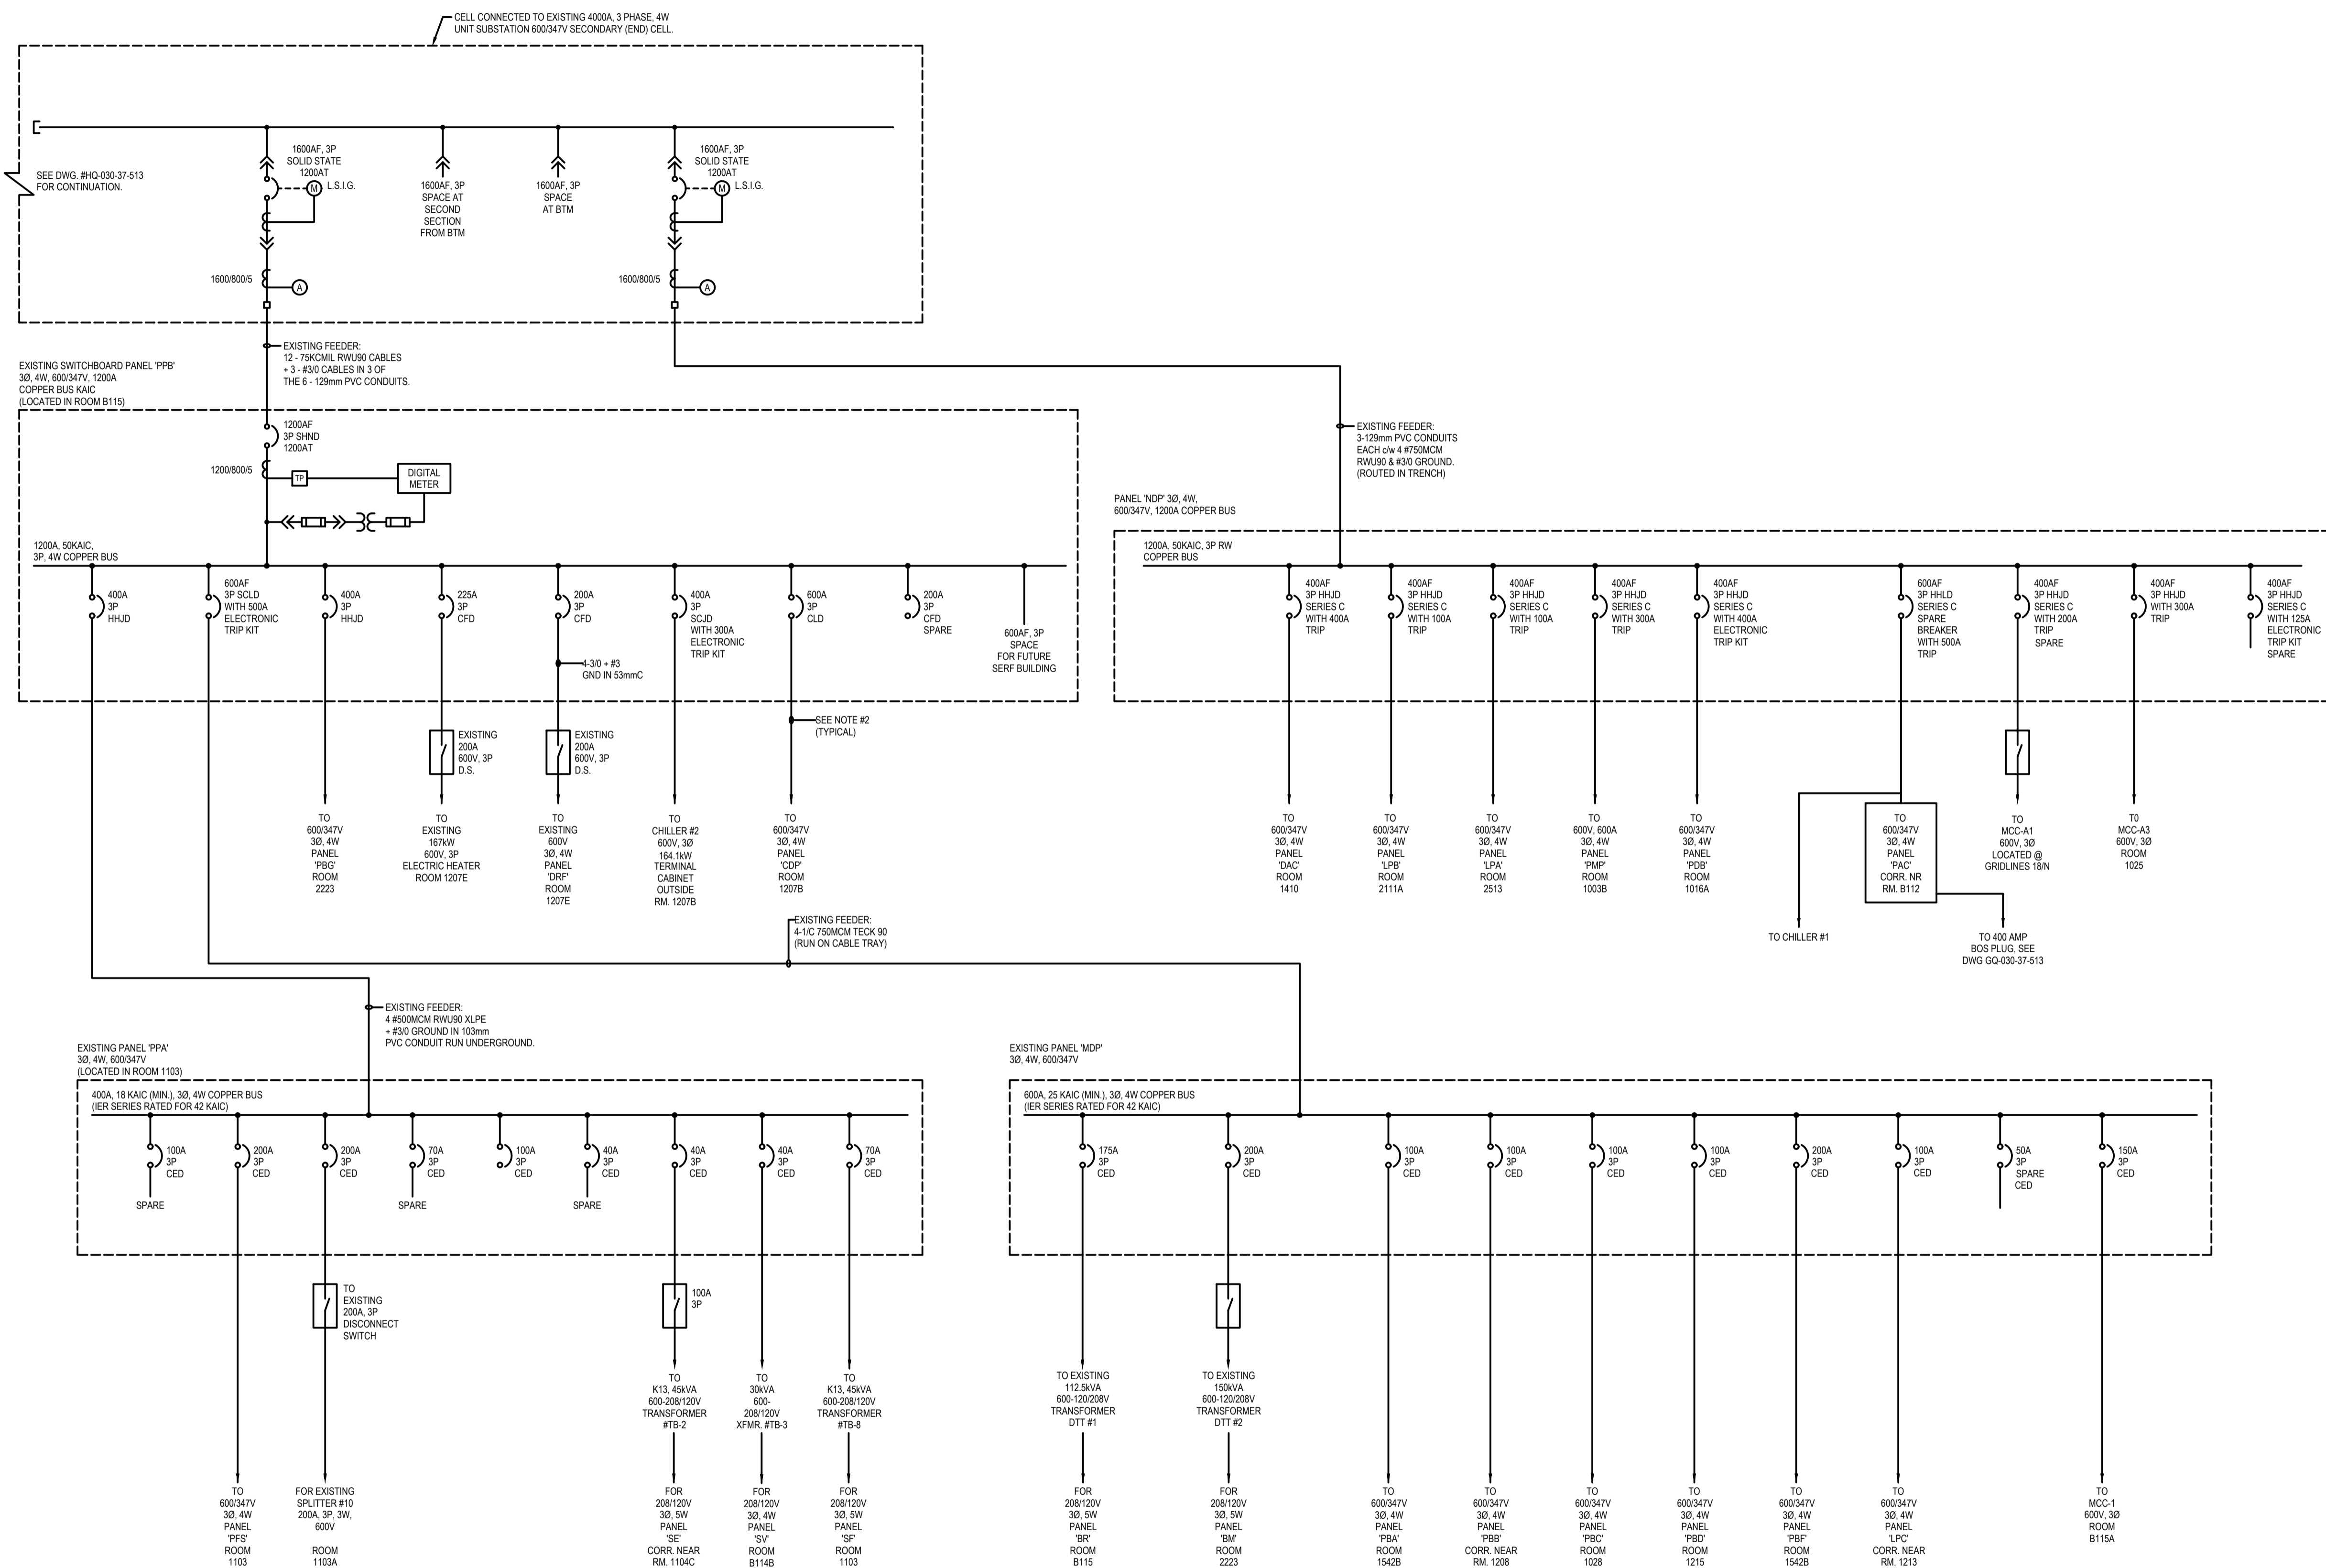 CELL CONNECTED TO EXISTING 4000A, 3 PHASE, 4W
UNIT SUBSTATION 600/347V SECONDARY (END) CELL.
SEE DWG. #HQ-030-37-513
FOR CONTINUATION.
1600AF, 3P
SOLID STATE
1200AT
M
L.S.I.G.
1600/800/5
A
1600AF, 3P
SPACE AT
SECOND
SECTION
FROM BTM
1600AF, 3P
SPACE
AT BTM
1600AF, 3P
SOLID STATE
1200AT
M
L.S.I.G.
1600/800/5
A
EXISTING FEEDER:
12 - 75KCMIL RWU90 CABLES
+ 3 - #3/0 CABLES IN 3 OF
THE 6 - 129mm PVC CONDUITS.
EXISTING SWITCHBOARD PANEL 'PPB'
3Ø, 4W, 600/347V, 1200A
COPPER BUS KAIC
(LOCATED IN ROOM B115)
1200AF
3P SHND
1200AT
1200/800/5
TP
DIGITAL
METER
1200A, 50KAIC,
3P, 4W COPPER BUS
400A
3P
HHJD
600AF
3P SCLD
WITH 500A
ELECTRONIC
TRIP KIT
400A
3P
HHJD
225A
3P
CFD
200A
3P
CFD
4-3/0 + #3
GND IN 53mmC
400A
3P
SCJD
WITH 300A
ELECTRONIC
TRIP KIT
600A
3P
CLD
200A
3P
CFD
SPARE
600AF, 3P
SPACE
FOR FUTURE
SERF BUILDING
SEE NOTE #2
(TYPICAL)
EXISTING
200A
600V, 3P
D.S.
EXISTING
200A
600V, 3P
D.S.
TO
600/347V
3Ø, 4W
PANEL
'PBG'
ROOM
2223
TO
EXISTING
167kW
600V, 3P
ELECTRIC HEATER
ROOM 1207E
TO
EXISTING
600V
3Ø, 4W
PANEL
'DRF'
ROOM
1207E
TO
CHILLER #2
600V, 3Ø
164.1kW
TERMINAL
CABINET
OUTSIDE
RM. 1207B
TO
600/347V
3Ø, 4W
PANEL
'CDP'
ROOM
1207B
EXISTING FEEDER:
3-129mm PVC CONDUITS
EACH c/w 4 #750MCM
RWU90 & #3/0 GROUND.
(ROUTED IN TRENCH)
PANEL 'NDP' 3Ø, 4W,
600/347V, 1200A COPPER BUS
1200A, 50KAIC, 3P RW
COPPER BUS
400AF
3P HHJD
SERIES C
WITH 400A
TRIP
400AF
3P HHJD
SERIES C
WITH 100A
TRIP
400AF
3P HHJD
SERIES C
WITH 100A
TRIP
400AF
3P HHJD
SERIES C
WITH 300A
TRIP
400AF
3P HHJD
SERIES C
WITH 400A
ELECTRONIC
TRIP KIT
600AF
3P HHLD
SERIES C
SPARE
BREAKER
WITH 500A
TRIP
400AF
3P HHJD
SERIES C
WITH 200A
TRIP
SPARE
400AF
3P HHJD
WITH 300A
TRIP
400AF
3P HHJD
SERIES C
WITH 125A
ELECTRONIC
TRIP KIT
SPARE
TO
600/347V
3Ø, 4W
PANEL
'DAC'
ROOM
1410
TO
600/347V
3Ø, 4W
PANEL
'LPB'
ROOM
2111A
TO
600/347V
3Ø, 4W
PANEL
'LPA'
ROOM
2513
TO
600V, 600A
3Ø, 4W
PANEL
'PMP'
ROOM
1003B
TO
600/347V
3Ø, 4W
PANEL
'PDB'
ROOM
1016A
TO
600/347V
3Ø, 4W
PANEL
'PAC'
CORR. NR
RM. B112
TO
MCC-A1
600V, 3Ø
LOCATED @
GRIDLINES 18/N
T0
MCC-A3
600V, 3Ø
ROOM
1025
TO CHILLER #1
TO 400 AMP
BOS PLUG, SEE
DWG GQ-030-37-513
EXISTING FEEDER:
4-1/C 750MCM TECK 90
(RUN ON CABLE TRAY)
EXISTING FEEDER:
4 #500MCM RWU90 XLPE
+ #3/0 GROUND IN 103mm
PVC CONDUIT RUN UNDERGROUND.
EXISTING PANEL 'PPA'
3Ø, 4W, 600/347V
(LOCATED IN ROOM 1103)
400A, 18 KAIC (MIN.), 3Ø, 4W COPPER BUS
(IER SERIES RATED FOR 42 KAIC)
100A
3P
CED
SPARE
200A
3P
CED
200A
3P
CED
70A
3P
CED
SPARE
100A
3P
CED
40A
3P
CED
SPARE
40A
3P
CED
40A
3P
CED
70A
3P
CED
TO
EXISTING
200A, 3P
DISCONNECT
SWITCH
100A
3P
TO
K13, 45kVA
600-208/120V
TRANSFORMER
#TB-2
TO
30kVA
600-
208/120V
XFMR. #TB-3
TO
K13, 45kVA
600-208/120V
TRANSFORMER
#TB-8
TO
600/347V
3Ø, 4W
PANEL
'PFS'
ROOM
1103
FOR EXISTING
SPLITTER #10
200A, 3P, 3W,
600V
ROOM
1103A
FOR
208/120V
3Ø, 5W
PANEL
'SE'
CORR. NEAR
RM. 1104C
FOR
208/120V
3Ø, 4W
PANEL
'SV'
ROOM
B114B
FOR
208/120V
3Ø, 5W
PANEL
'SF'
ROOM
1103
EXISTING PANEL 'MDP'
3Ø, 4W, 600/347V
600A, 25 KAIC (MIN.), 3Ø, 4W COPPER BUS
(IER SERIES RATED FOR 42 KAIC)
175A
3P
CED
200A
3P
CED
100A
3P
CED
100A
3P
CED
100A
3P
CED
100A
3P
CED
200A
3P
CED
100A
3P
CED
50A
3P
SPARE
CED
150A
3P
CED
TO EXISTING
112.5kVA
600-120/208V
TRANSFORMER
DTT #1
TO EXISTING
150kVA
600-120/208V
TRANSFORMER
DTT #2
FOR
208/120V
3Ø, 5W
PANEL
'BR'
ROOM
B115
FOR
208/120V
3Ø, 5W
PANEL
'BM'
ROOM
2223
TO
600/347V
3Ø, 4W
PANEL
'PBA'
ROOM
1542B
TO
600/347V
3Ø, 4W
PANEL
'PBB'
CORR. NEAR
RM. 1208
TO
600/347V
3Ø, 4W
PANEL
'PBC'
ROOM
1028
TO
600/347V
3Ø, 4W
PANEL
'PBD'
ROOM
1215
TO
600/347V
3Ø, 4W
PANEL
'PBF'
ROOM
1542B
TO
600/347V
3Ø, 4W
PANEL
'LPC'
CORR. NEAR
RM. 1213
TO
MCC-1
600V, 3Ø
ROOM
B115A